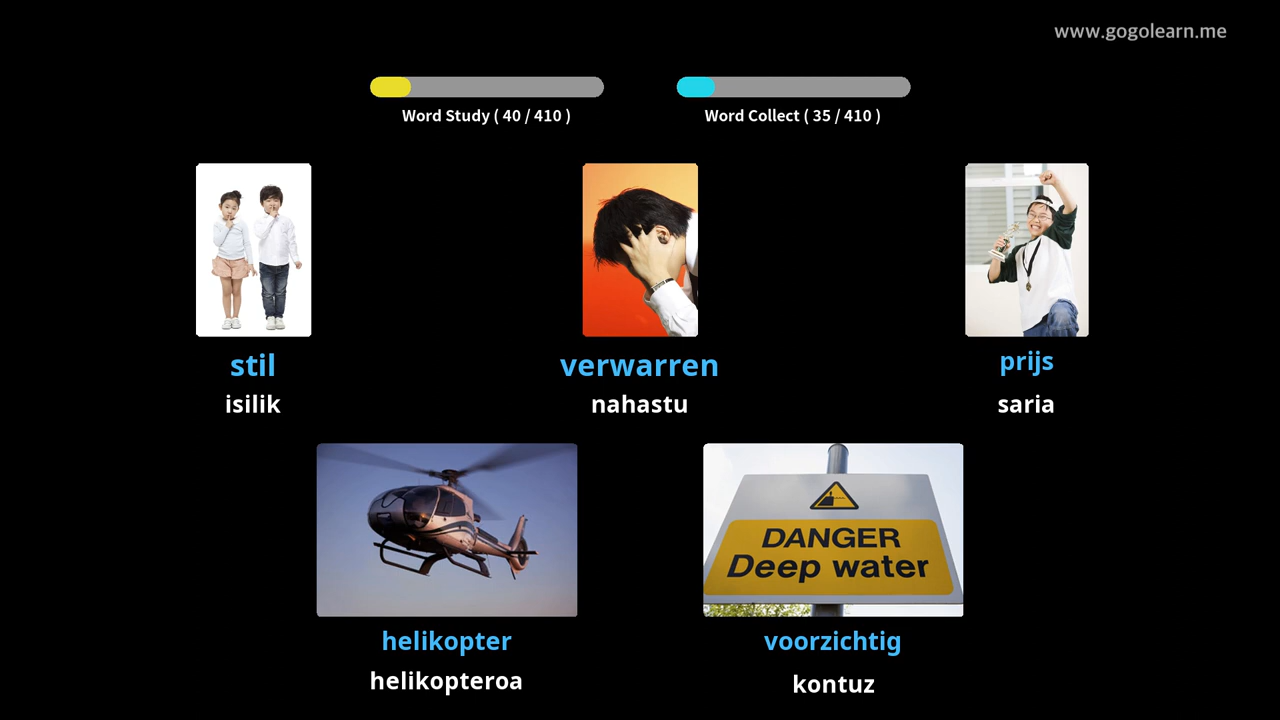 www.gogolearn.me
Word Study ( 40 / 410 )
Word Collect ( 35 / 410 )
stil
isilik
verwarren
nahastu
prijs
saria
DANGER
Deep water
helikopter
helikopteroa
voorzichtig
kontuz